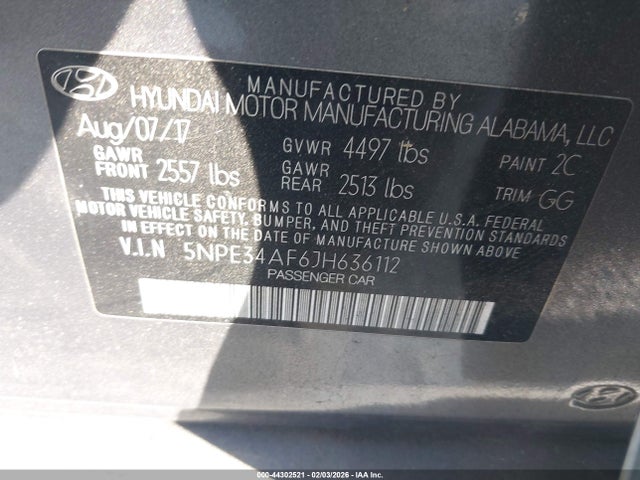 MANUFACTURED BY
HYUNDAI MOTOR MANUFACTURING ALABAMA, LLC
Aug/07/17
GAWR FRONT 2557 lbs
GVWR 4497 lbs
GAWR REAR 2513 lbs
PAINT 2C
TRIM GG
THIS VEHICLE CONFORMS TO ALL APPLICABLE U.S.A. FEDERAL
MOTOR VEHICLE SAFETY, BUMPER, AND THEFT PREVENTION STANDARDS
IN EFFECT ON THE DATE OF MANUFACTURE SHOWN ABOVE.
V.I.N 5NPE34AF6JH636112
PASSENGER CAR
000-44302521 - 02/03/2026 - IAA Inc.